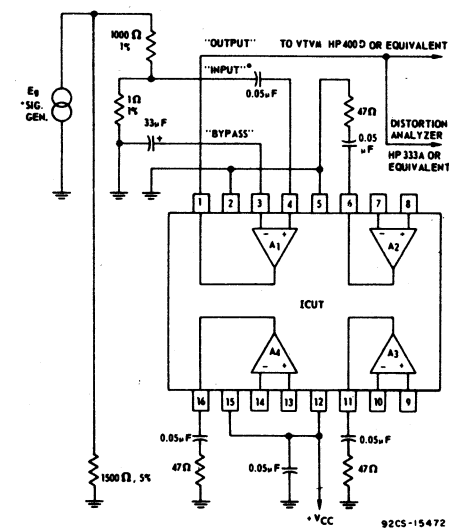 1000 Ω
1%
"OUTPUT"
TO VTVM HP 400D OR EQUIVALENT
"INPUT"*
0.05µF
Eg
*SIG.
GEN.
1Ω
1%
33µF
+
"BYPASS"
47Ω
0.05
µF
DISTORTION
ANALYZER
HP 333A OR
EQUIVALENT
1 2 3 4 5 6 7 8
- + - +
A1 A2
ICUT
A4 A3
- + - +
16 15 14 13 12 11 10 9
0.05µF
0.05µF
0.05µF
47Ω
47Ω
1500Ω, 5%
+ VCC
92CS-15472